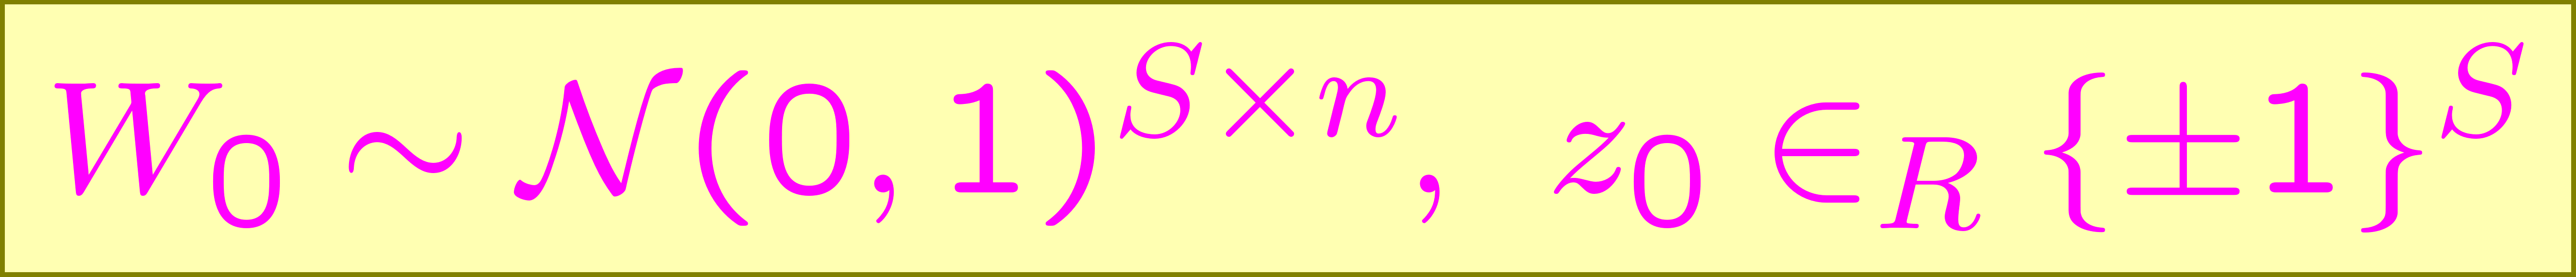 $W_0 \sim \mathcal{N}(0,1)^{S \times n}, \; z_0 \in_R \{\pm 1\}^S$